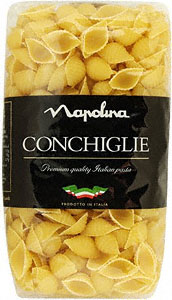 Napolina
CONCHIGLIE
Premium quality Italian pasta
PRODOTTO IN ITALIA